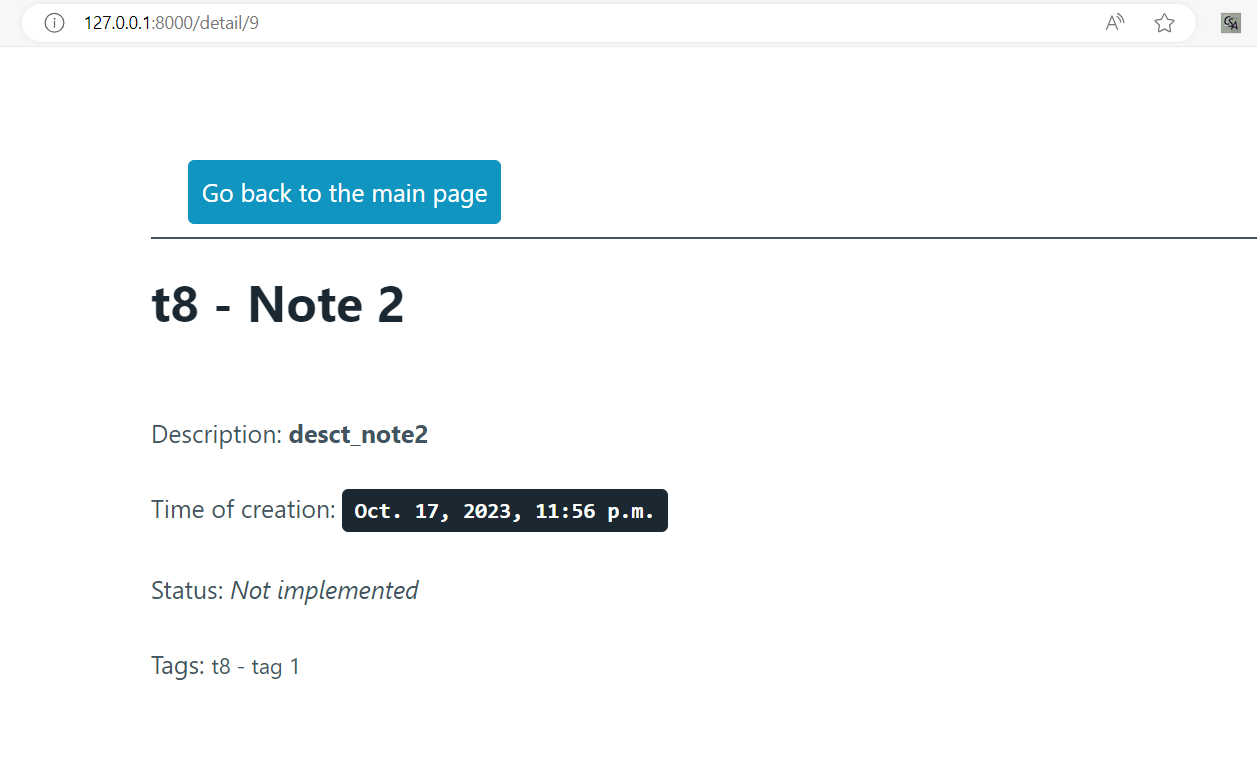 127.0.0.1:8000/detail/9
Go back to the main page
t8 - Note 2
Description: desct_note2
Time of creation: Oct. 17, 2023, 11:56 p.m.
Status: Not implemented
Tags: t8 - tag 1